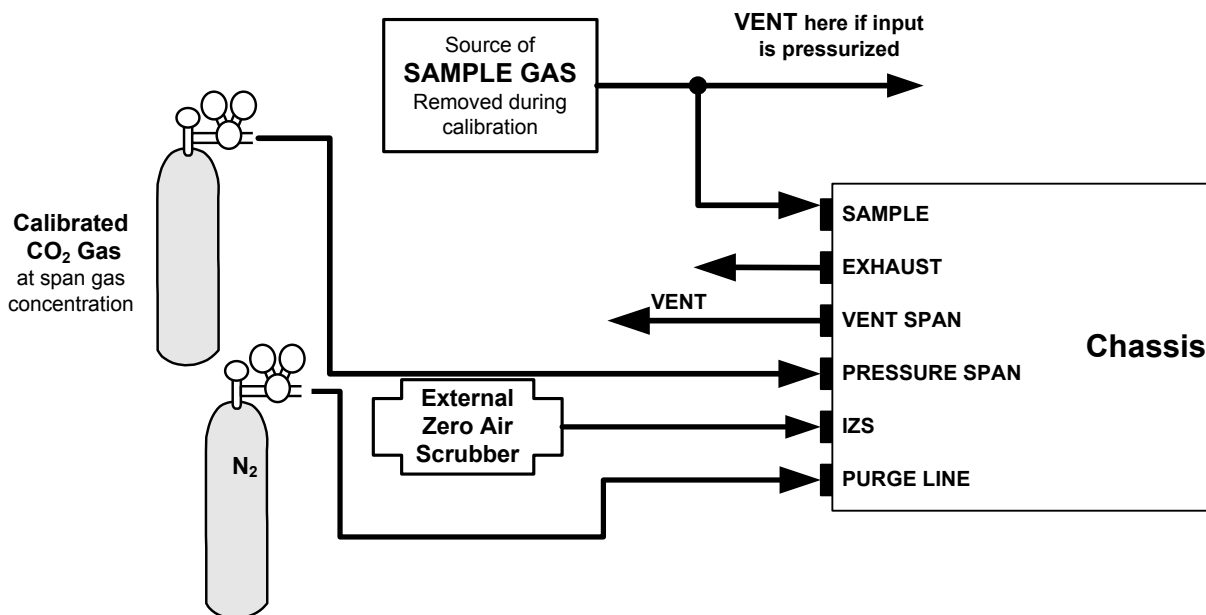 Source of
SAMPLE GAS
Removed during
calibration
VENT here if input
is pressurized
Calibrated
CO₂ Gas
at span gas
concentration
SAMPLE
EXHAUST
VENT
VENT SPAN
Chassis
PRESSURE SPAN
External
Zero Air
Scrubber
IZS
N₂
PURGE LINE